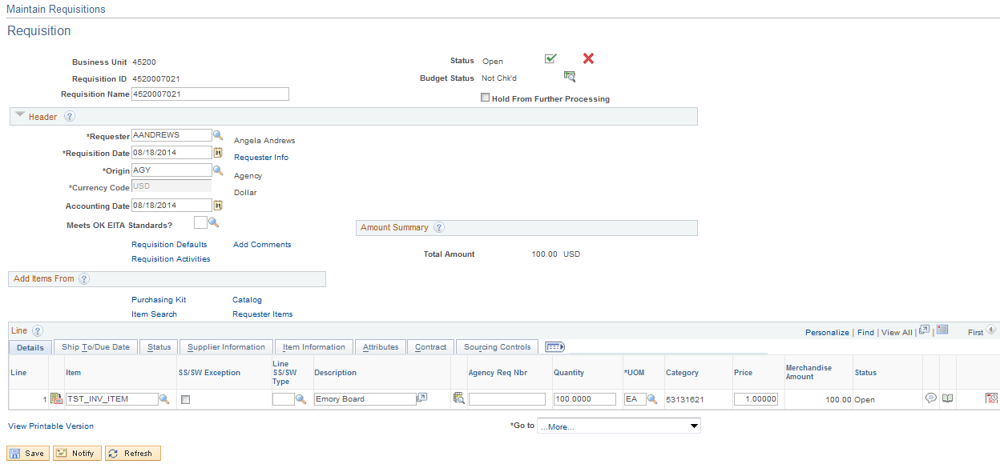 Maintain Requisitions
Requisition
Business Unit 45200
Status Open
Requisition ID 4520007021
Budget Status Not Chk'd
Requisition Name 4520007021
Hold From Further Processing
Header ?
*Requester AANDREWS Angela Andrews
*Requisition Date 08/18/2014 Requester Info
*Origin AGY Agency
*Currency Code USD Dollar
Accounting Date 08/18/2014
Meets OK EITA Standards?
Amount Summary ?
Requisition Defaults Add Comments
Requisition Activities
Total Amount 100.00 USD
Add Items From ?
Purchasing Kit Catalog
Item Search Requester Items
Line ? Personalize | Find | View All | | First
Details Ship To/Due Date Status Supplier Information Item Information Attributes Contract Sourcing Controls
Line Item SS/SW Exception Line SS/SW Type Description Agency Req Nbr Quantity *UOM Category Price Merchandise Amount Status
1 TST_INV_ITEM Emory Board 100.0000 EA 53131621 1.00000 100.00 Open
View Printable Version *Go to ...More...
Save Notify Refresh